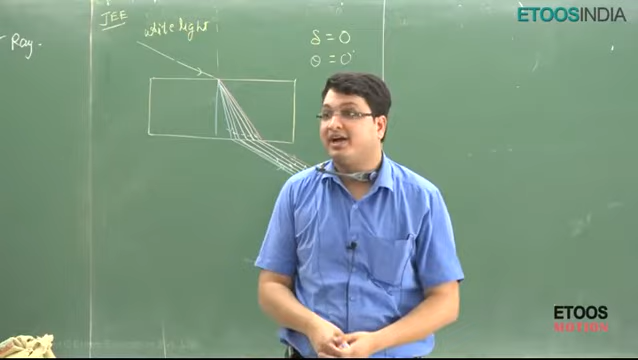 JEE
white light
Ray.
δ = 0
θ = 0°
ETOOSINDIA
ETOOS